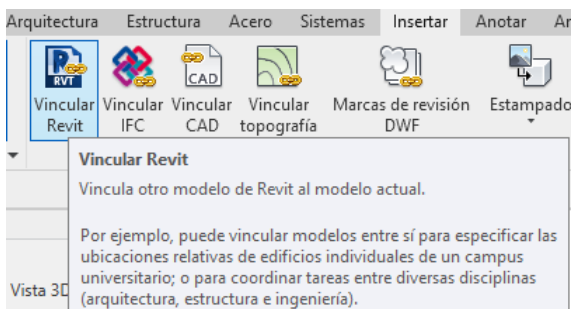 Arquitectura Estructura Acero Sistemas Insertar Anotar
RVT CAD
Vincular Revit
Vincular IFC
Vincular CAD
Vincular topografía
Marcas de revisión DWF
Estampado
Vincular Revit
Vincula otro modelo de Revit al modelo actual.
Por ejemplo, puede vincular modelos entre sí para especificar las
ubicaciones relativas de edificios individuales de un campus
universitario; o para coordinar tareas entre diversas disciplinas
(arquitectura, estructura e ingeniería).
Vista 3D